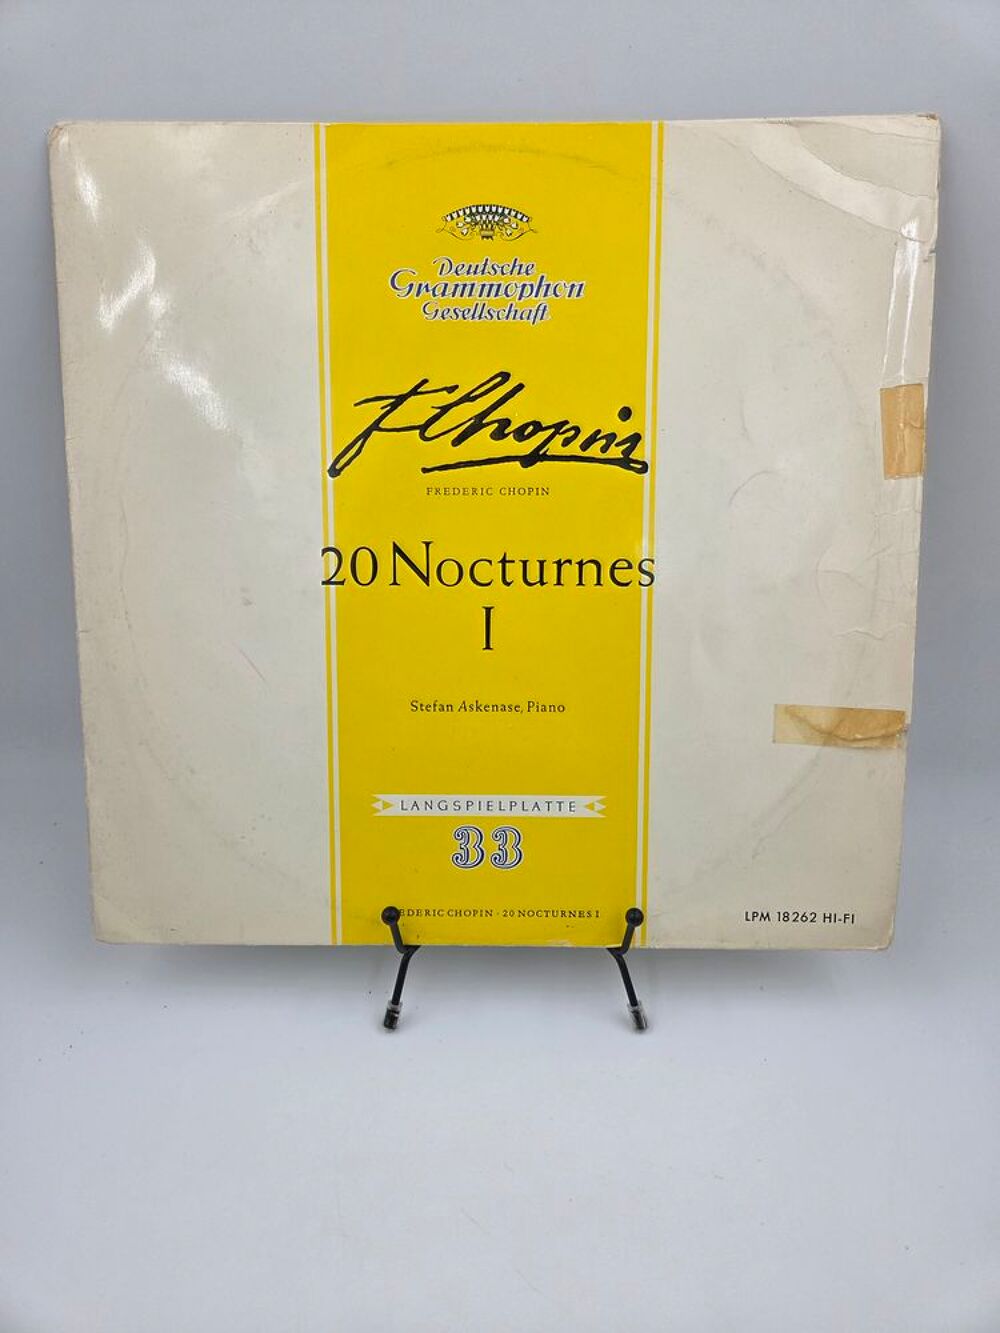 Deutsche
Grammophon
Gesellschaft
FChopin
FREDERIC CHOPIN
20 Nocturnes
I
Stefan Askenase, Piano
LANGSPIELPLATTE
33
EDERIC CHOPIN · 20 NOCTURNES I
LPM 18262 HI-FI